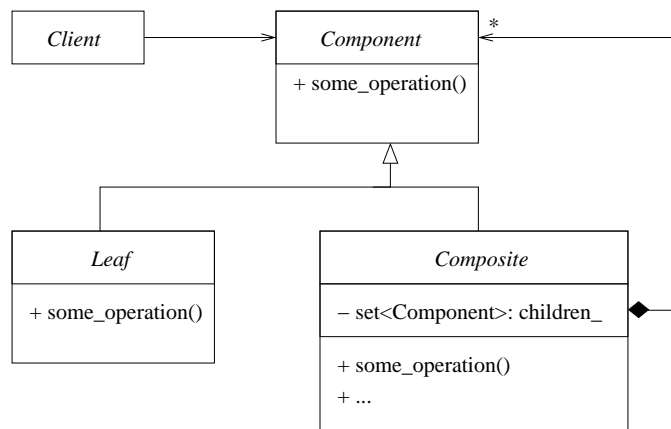 Client
Component
*
+ some_operation()
Leaf
+ some_operation()
Composite
− set<Component>: children_
+ some_operation()
+ ...